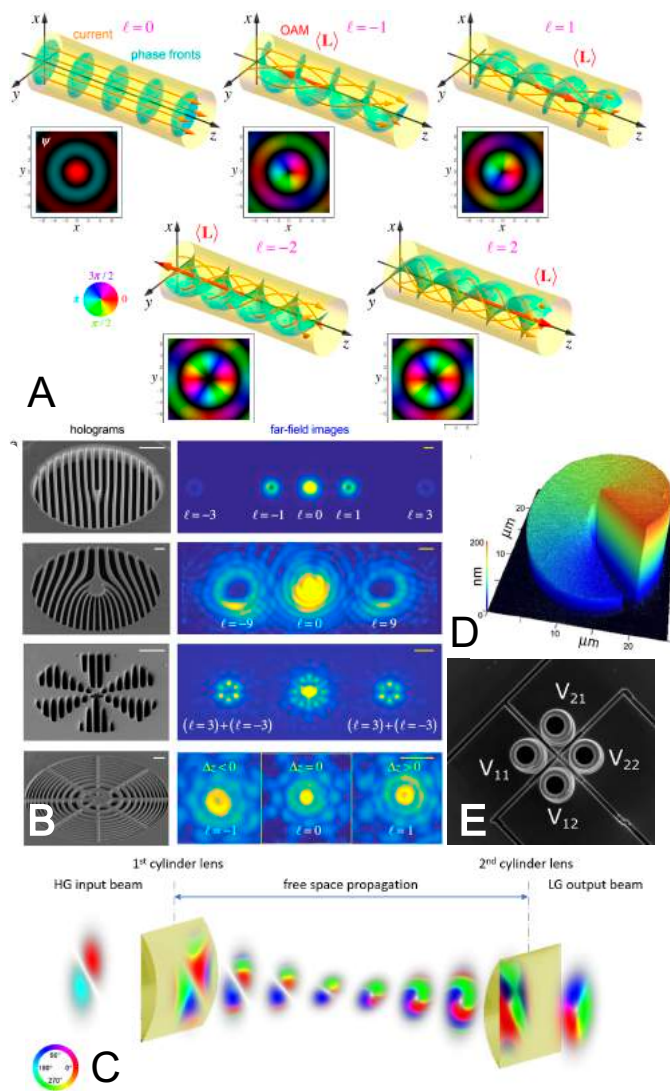 ℓ = 0
ℓ = −1
ℓ = 1
current
phase fronts
OAM
⟨L⟩
⟨L⟩
x
y
z
x
y
z
x
y
z
ψ
y
x
y
x
y
x
⟨L⟩
ℓ = −2
ℓ = 2
⟨L⟩
x
y
z
x
y
z
3π/2
π
0
π/2
y
x
y
x
A
holograms
far-field images
ℓ = −3
ℓ = −1
ℓ = 0
ℓ = 1
ℓ = 3
ℓ = −9
ℓ = 0
ℓ = 9
(ℓ = 3)+(ℓ = −3)
(ℓ = 3)+(ℓ = −3)
Δz < 0
Δz = 0
Δz > 0
ℓ = −1
ℓ = 0
ℓ = 1
B
200
nm
0
μm
20
10
μm
10
20
D
V21
V11
V22
V12
E
1st cylinder lens
2nd cylinder lens
HG input beam
free space propagation
LG output beam
90°
180°
0°
270°
C